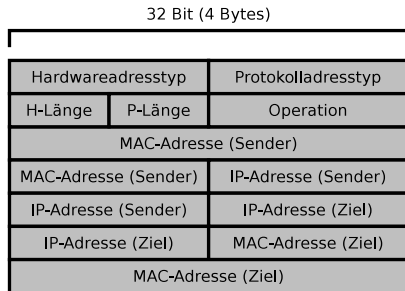 32 Bit (4 Bytes)
Hardwareadresstyp Protokolladresstyp
H-Länge P-Länge Operation
MAC-Adresse (Sender)
MAC-Adresse (Sender) IP-Adresse (Sender)
IP-Adresse (Sender) IP-Adresse (Ziel)
IP-Adresse (Ziel) MAC-Adresse (Ziel)
MAC-Adresse (Ziel)